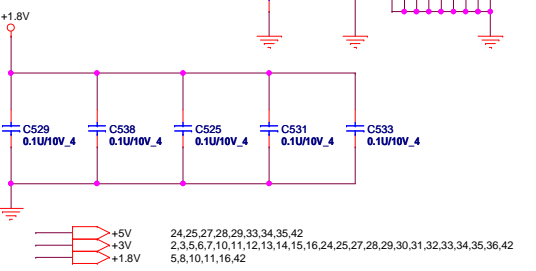 +1.8V
C529 C538 C525 C531 C533
0.1U/10V_4 0.1U/10V_4 0.1U/10V_4 0.1U/10V_4 0.1U/10V_4
+5V 24,25,27,28,29,33,34,35,42
+3V 2,3,5,6,7,10,11,12,13,14,15,16,24,25,27,28,29,30,31,32,33,34,35,36,42
+1.8V 5,8,10,11,16,42